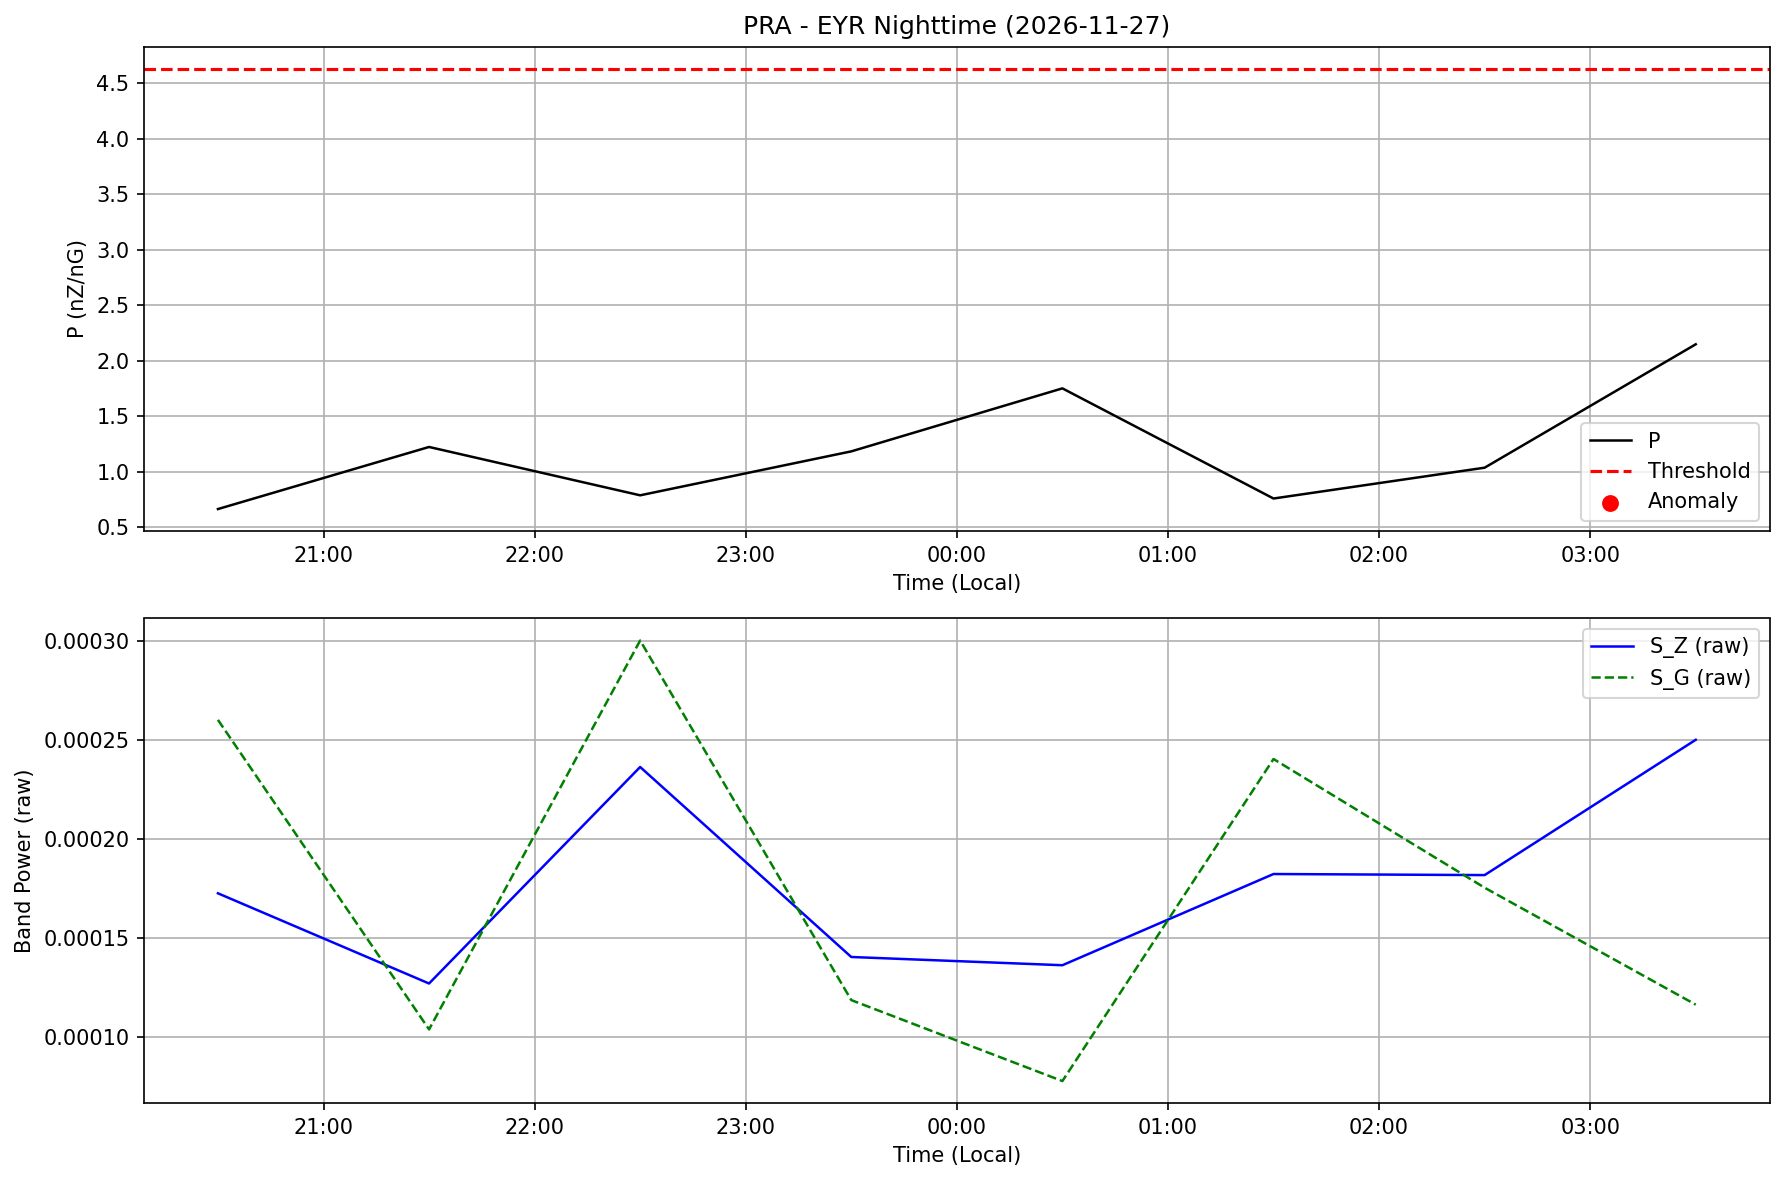 PRA - EYR Nighttime (2026-11-27)
P (nZ/nG)
4.5
4.0
3.5
3.0
2.5
2.0
1.5
1.0
0.5
P
Threshold
Anomaly
21:00 22:00 23:00 00:00 01:00 02:00 03:00
Time (Local)
Band Power (raw)
0.00030
0.00025
0.00020
0.00015
0.00010
S_Z (raw)
S_G (raw)
21:00 22:00 23:00 00:00 01:00 02:00 03:00
Time (Local)